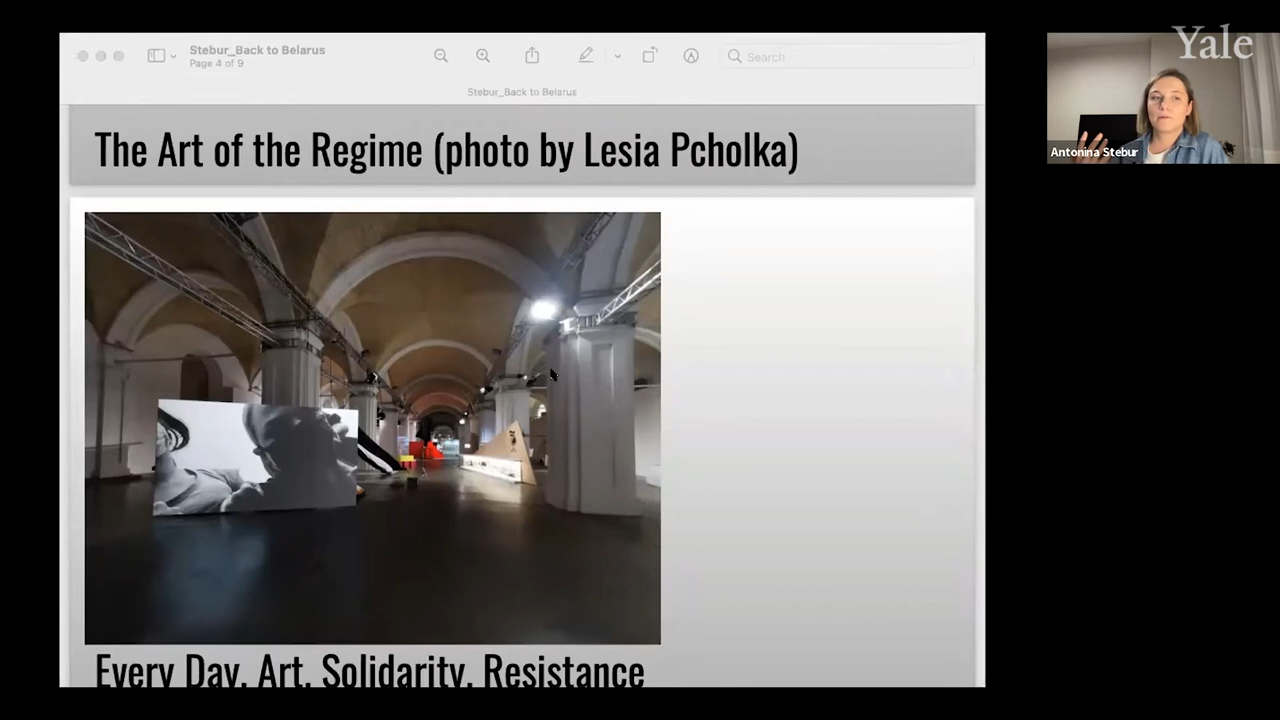 Stebur_Back to Belarus
Page 4 of 9
Search
Stebur_Back to Belarus
The Art of the Regime (photo by Lesia Pcholka)
Every Day. Art. Solidarity. Resistance
Yale
Antonina Stebur